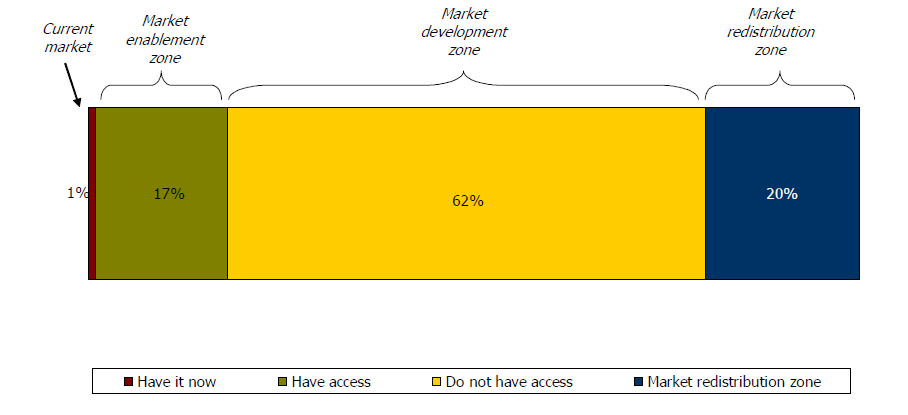 Current
market
Market
enablement
zone
Market
development
zone
Market
redistribution
zone
1%
17%
62%
20%
Have it now
Have access
Do not have access
Market redistribution zone